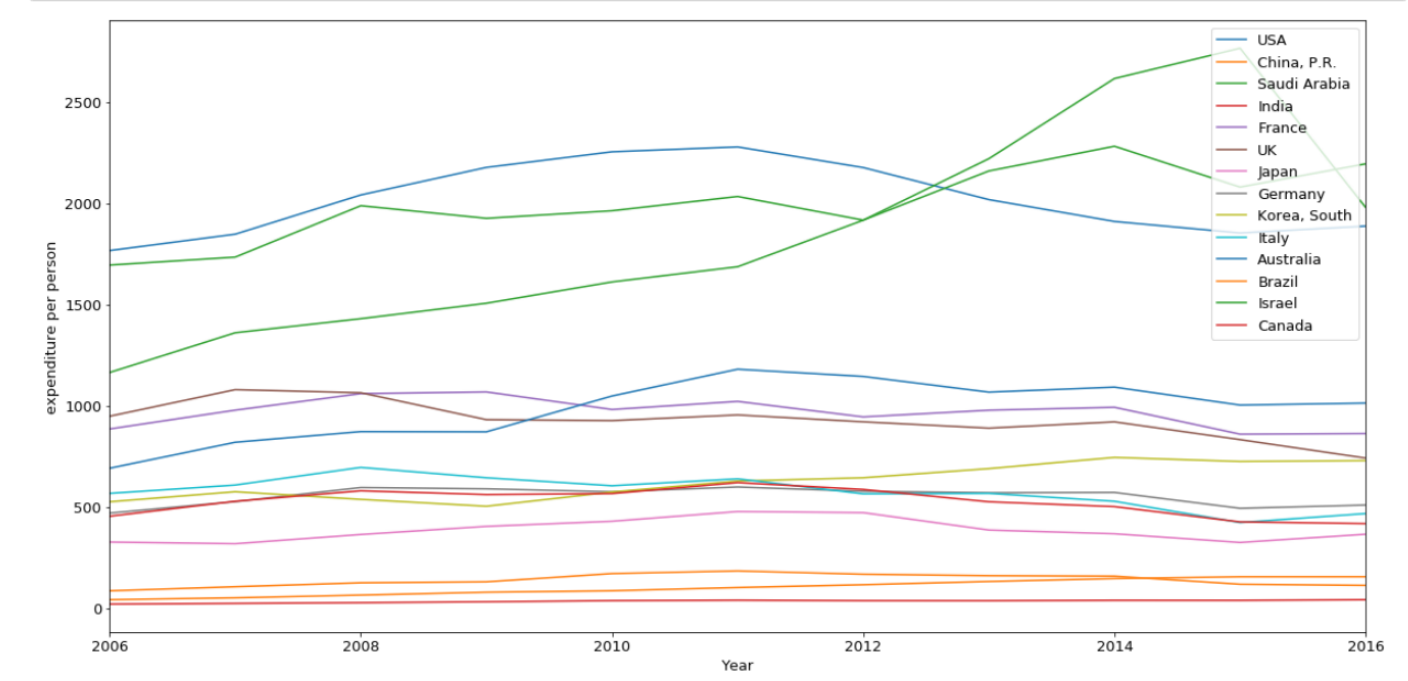 USA
China, P.R.
Saudi Arabia
India
France
UK
Japan
Germany
Korea, South
Italy
Australia
Brazil
Israel
Canada
2500
2000
1500
1000
500
0
expenditure per person
2006 2008 2010 2012 2014 2016
Year